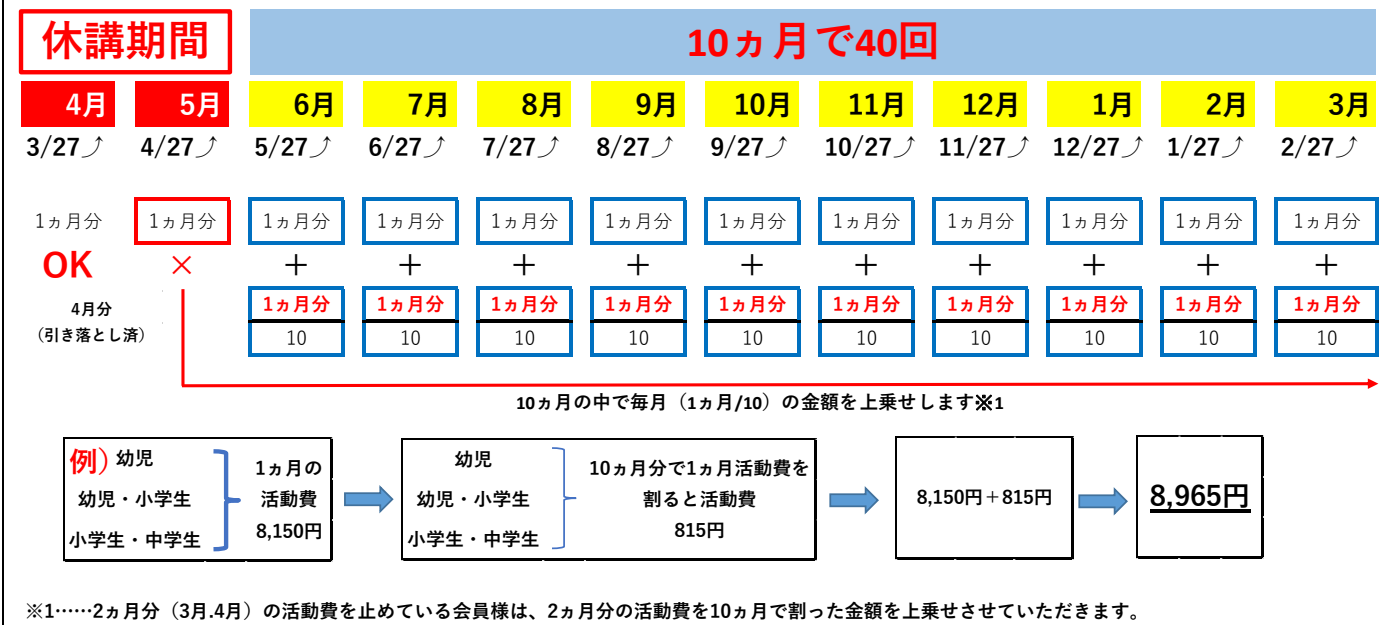 休講期間 10ヵ月で40回
4月 5月 6月 7月 8月 9月 10月 11月 12月 1月 2月 3月
3/27⤴ 4/27⤴ 5/27⤴ 6/27⤴ 7/27⤴ 8/27⤴ 9/27⤴ 10/27⤴ 11/27⤴ 12/27⤴ 1/27⤴ 2/27⤴
1ヵ月分 1ヵ月分 1ヵ月分 1ヵ月分 1ヵ月分 1ヵ月分 1ヵ月分 1ヵ月分 1ヵ月分 1ヵ月分 1ヵ月分 1ヵ月分
OK × + + + + + + + + + +
4月分 1ヵ月分 1ヵ月分 1ヵ月分 1ヵ月分 1ヵ月分 1ヵ月分 1ヵ月分 1ヵ月分 1ヵ月分 1ヵ月分
（引き落とし済） 10 10 10 10 10 10 10 10 10 10
10ヵ月の中で毎月（1ヵ月/10）の金額を上乗せします※1
例）幼児
幼児・小学生
小学生・中学生
1ヵ月の
活動費
8,150円
幼児
幼児・小学生
小学生・中学生
10ヵ月分で1ヵ月活動費を
割ると活動費
815円
8,150円＋815円
8,965円
※1……2ヵ月分（3月.4月）の活動費を止めている会員様は、2ヵ月分の活動費を10ヵ月で割った金額を上乗せさせていただきます。